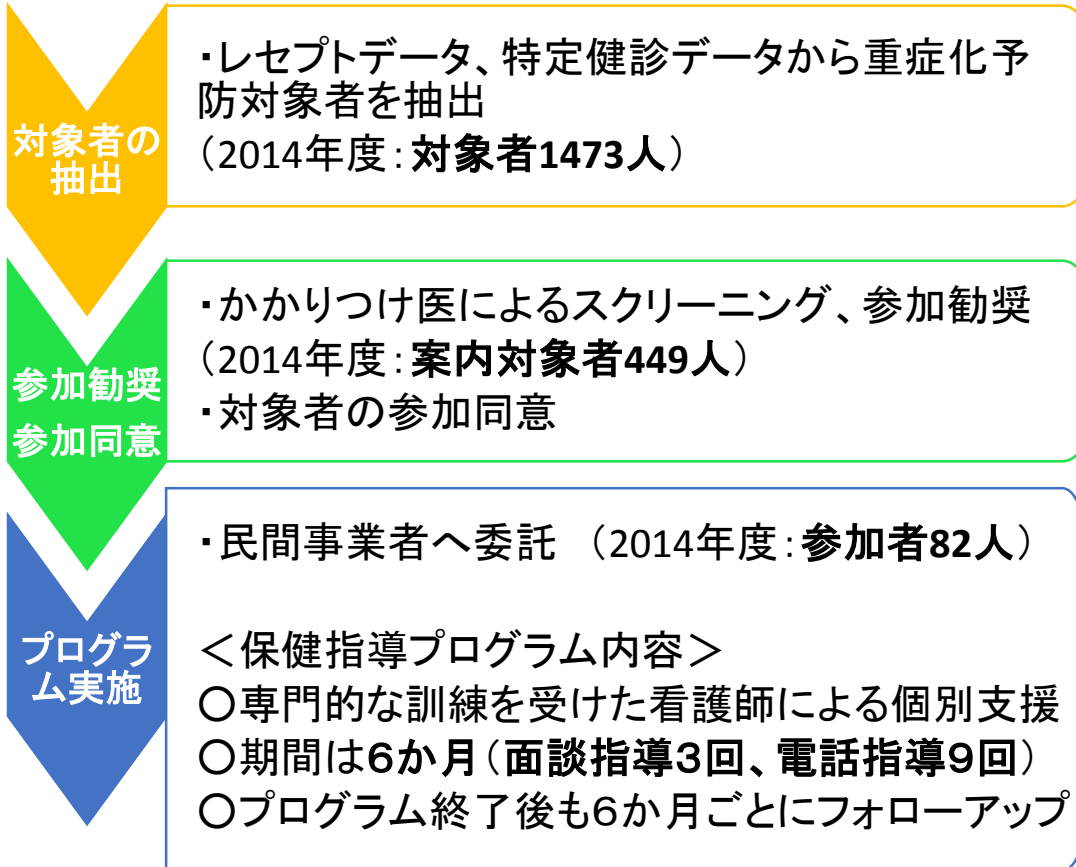 対象者の
抽出
・レセプトデータ、特定健診データから重症化予
防対象者を抽出
（2014年度：対象者1473人）
参加勧奨
参加同意
・かかりつけ医によるスクリーニング、参加勧奨
（2014年度：案内対象者449人）
・対象者の参加同意
プログラ
ム実施
・民間事業者へ委託　（2014年度：参加者82人）
＜保健指導プログラム内容＞
〇専門的な訓練を受けた看護師による個別支援
〇期間は６か月（面談指導３回、電話指導９回）
〇プログラム終了後も６か月ごとにフォローアップ